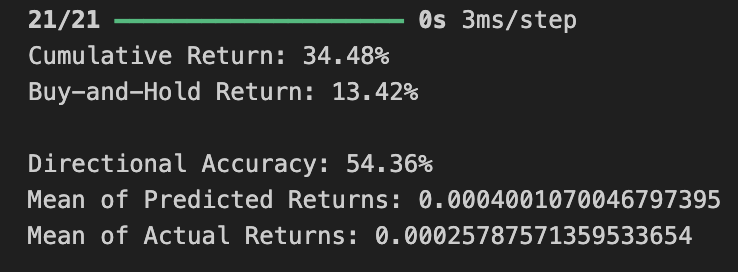 21/21 ━━━━━━━━━━━━━━━━━━━━ 0s 3ms/step
Cumulative Return: 34.48%
Buy-and-Hold Return: 13.42%
Directional Accuracy: 54.36%
Mean of Predicted Returns: 0.0004001070046797395
Mean of Actual Returns: 0.00025787571359533654